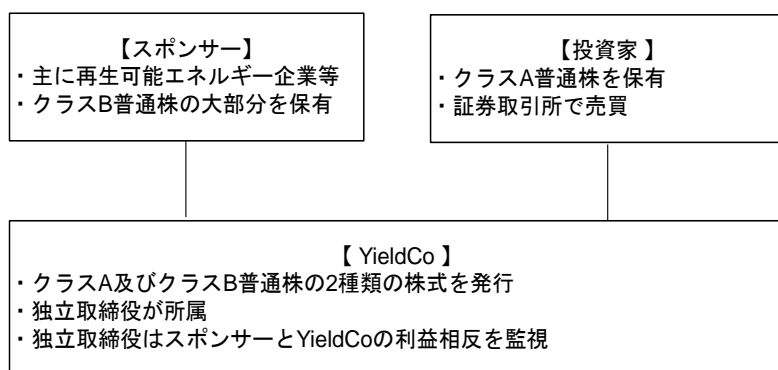 【スポンサー】
・主に再生可能エネルギー企業等
・クラスB普通株の大部分を保有
【投資家】
・クラスA普通株を保有
・証券取引所で売買
【 YieldCo 】
・クラスA及びクラスB普通株の2種類の株式を発行
・独立取締役が所属
・独立取締役はスポンサーとYieldCoの利益相反を監視